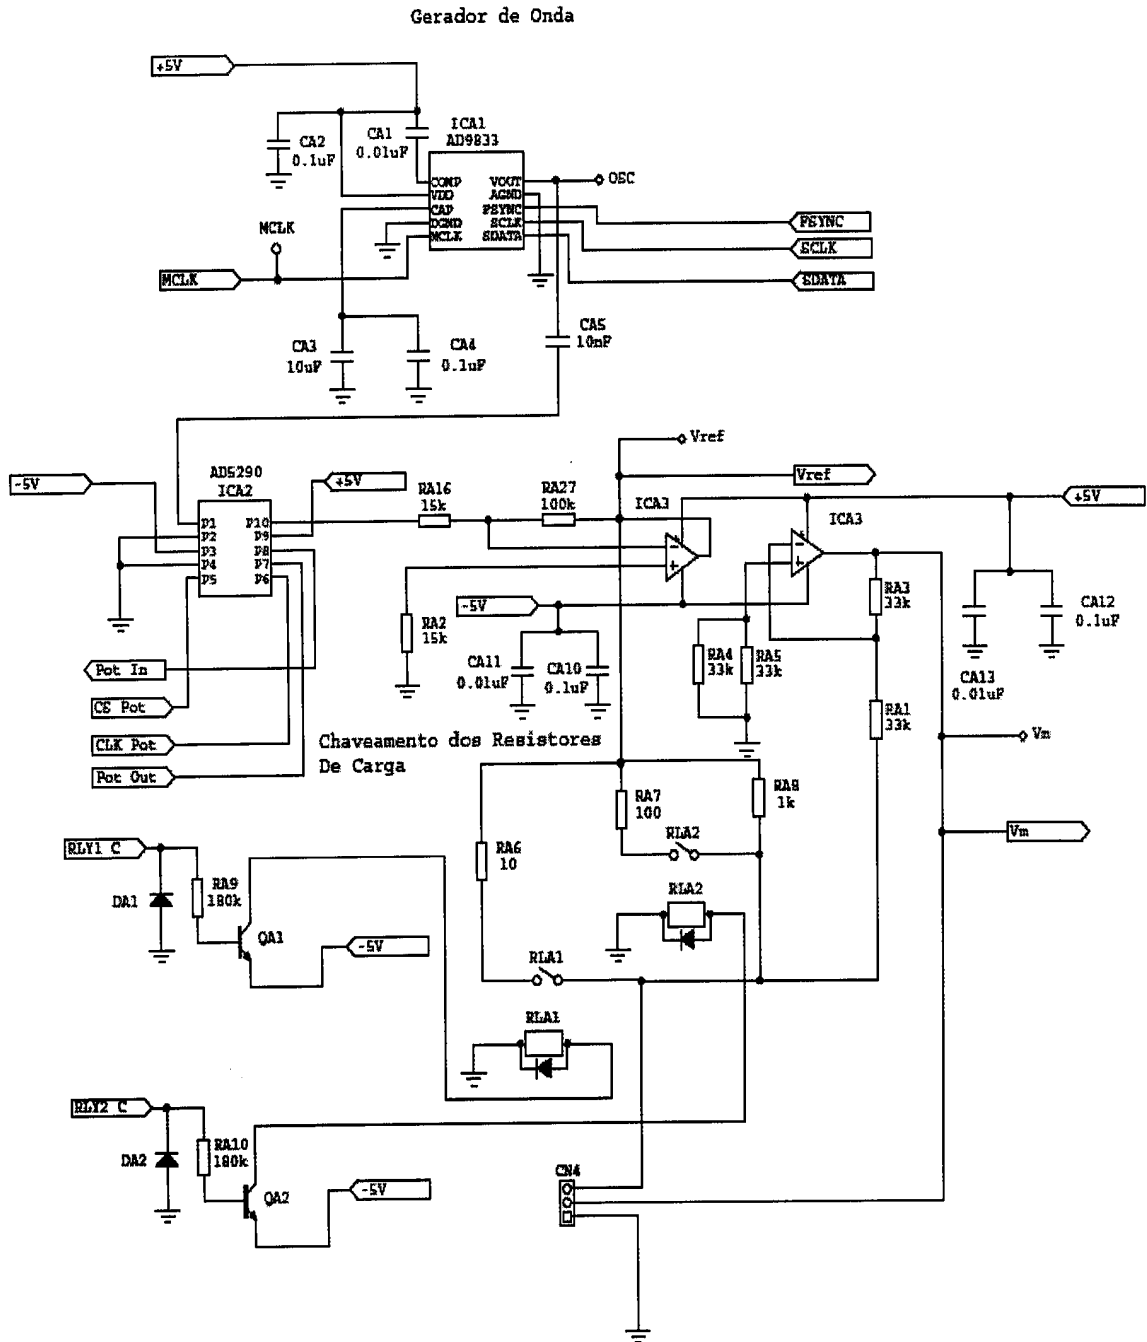 Gerador de Onda
+5V
ICA1
AD9833
CA2
0.1uF
CA1
0.01uF
COMP
VDD
CAP
DGND
MCLK
VOUT
AGND
FSYNC
SCLK
SDATA
OSC
MCLK
MCLK
FSYNC
SCLK
SDATA
CA3
10uF
CA4
0.1uF
CA5
10nF
Vref
-5V
AD5290
ICA2
+5V
P1
P2
P3
P4
P5
P10
P9
P8
P7
P6
RA16
15k
RA27
100k
Vref
ICA3
ICA3
+5V
-
+
-
+
RA2
15k
-5V
CA11
0.01uF
CA10
0.1uF
RA4
33k
RA5
33k
RA3
33k
RA1
33k
CA13
0.01uF
CA12
0.1uF
Pot In
CS Pot
CLK Pot
Pot Out
Chaveamento dos Resistores
De Carga
Vm
RA7
100
RA8
1k
RLA2
Vm
RLY1 C
DA1
RA9
180k
QA1
-5V
RA6
10
RLA2
RLA1
RLA1
RLY2 C
DA2
RA10
180k
QA2
-5V
CN4